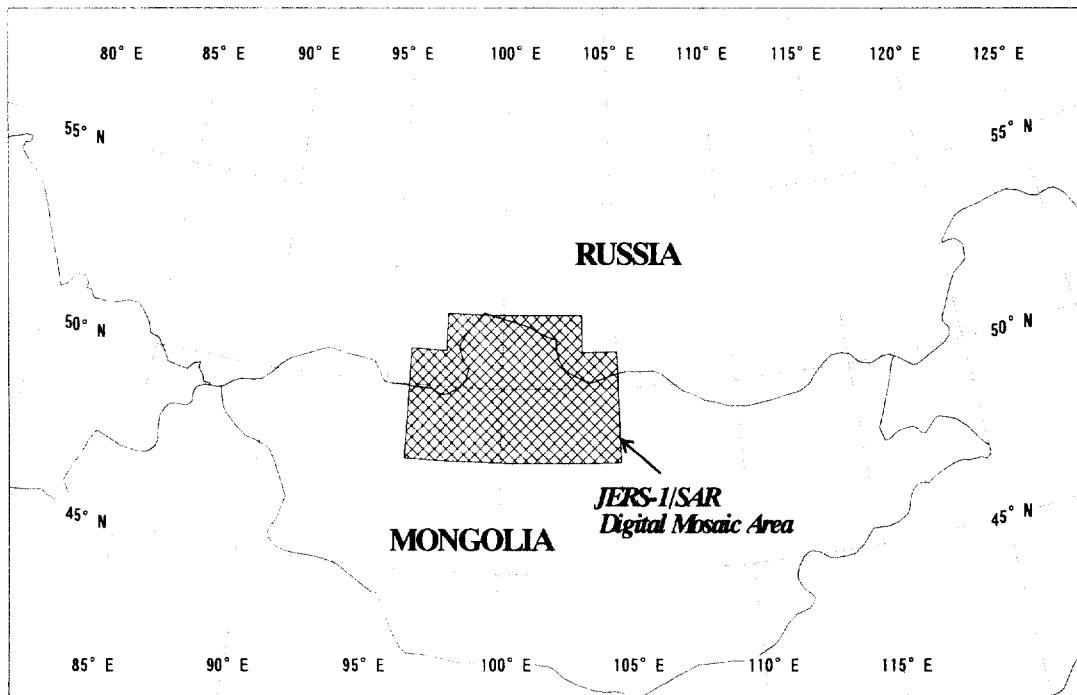 80° E 85° E 90° E 95° E 100° E 105° E 110° E 115° E 120° E 125° E
55° N 55° N
RUSSIA
50° N 50° N
JERS-1/SAR
Digital Mosaic Area
45° N 45° N
MONGOLIA
85° E 90° E 95° E 100° E 105° E 110° E 115° E